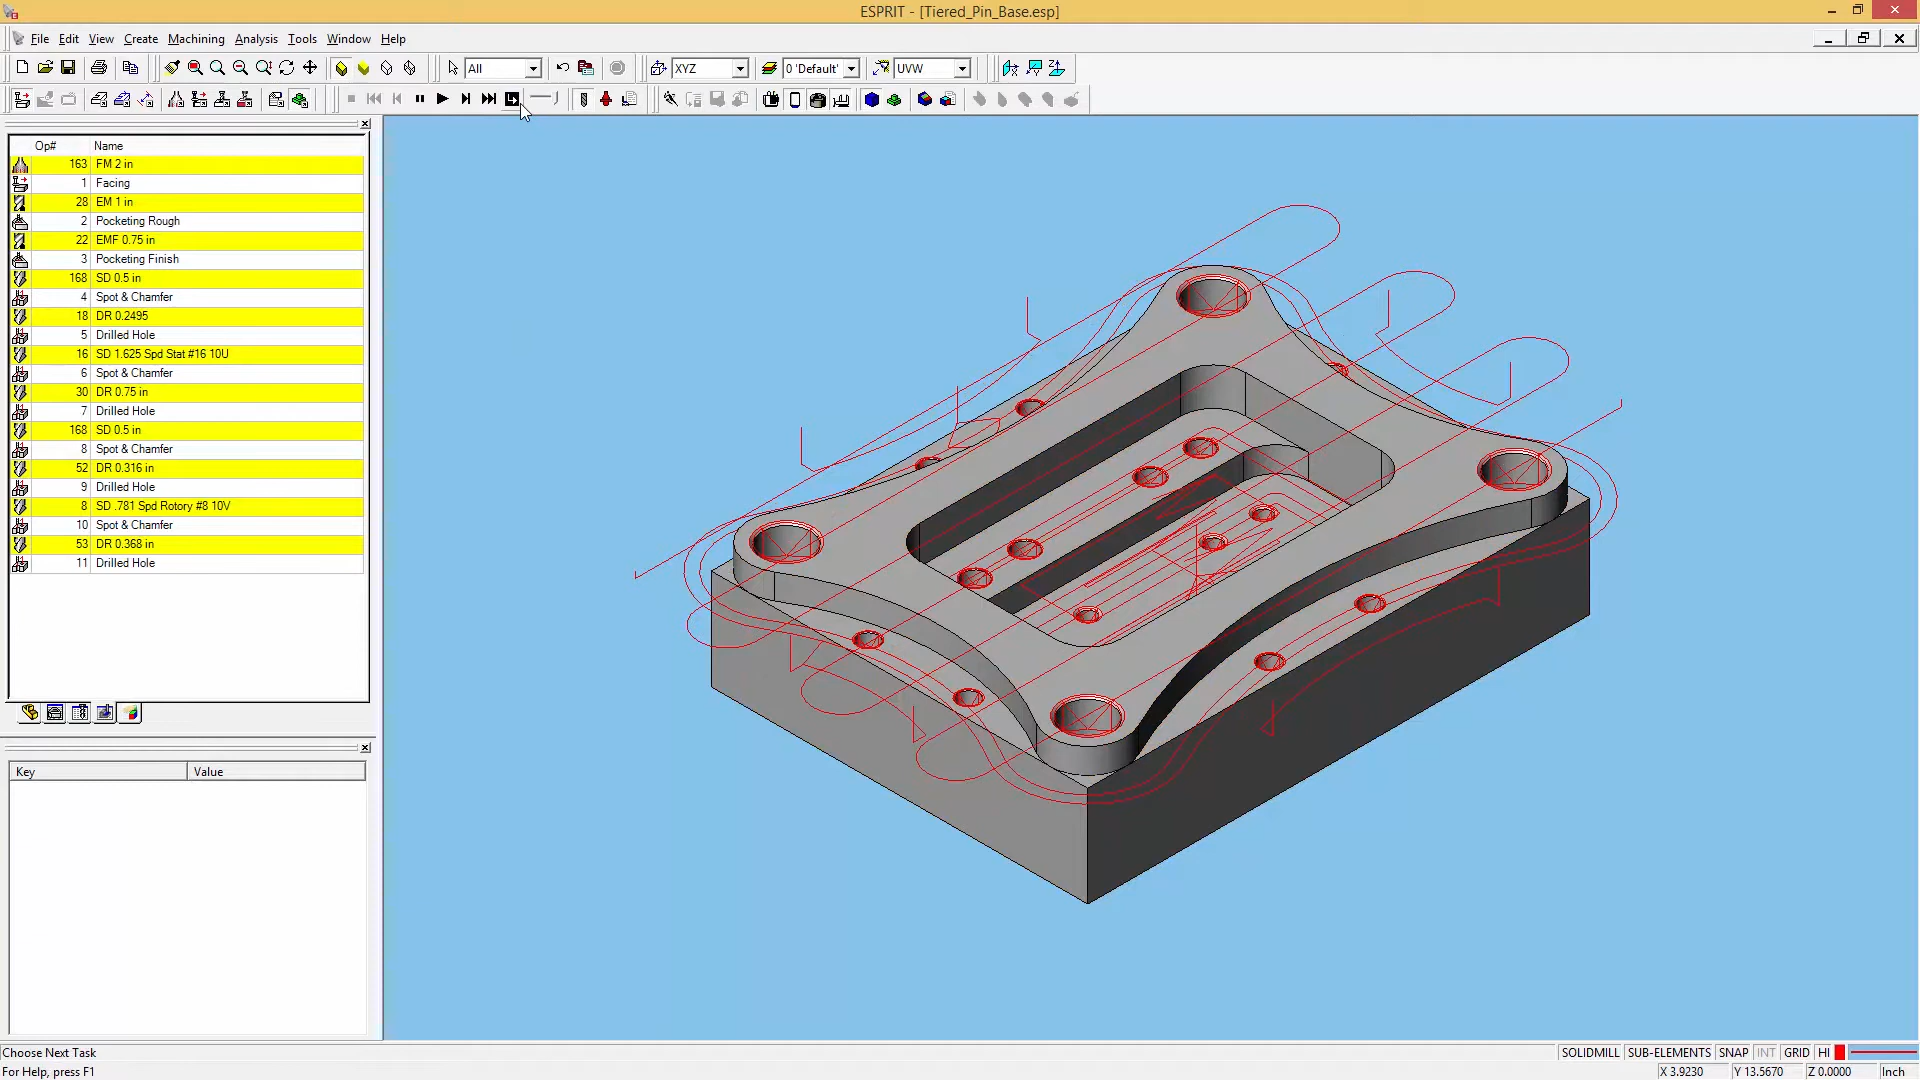 ESPRIT - [Tiered_Pin_Base.esp]
File Edit View Create Machining Analysis Tools Window Help
All XYZ 0 'Default' UVW
Op# Name
163 FM 2 in
1 Facing
28 EM 1 in
2 Pocketing Rough
22 EMF 0.75 in
3 Pocketing Finish
168 SD 0.5 in
4 Spot & Chamfer
18 DR 0.2495
5 Drilled Hole
16 SD 1.625 Spd Stat #16 10U
6 Spot & Chamfer
30 DR 0.75 in
7 Drilled Hole
168 SD 0.5 in
8 Spot & Chamfer
52 DR 0.316 in
9 Drilled Hole
8 SD .781 Spd Rotory #8 10V
10 Spot & Chamfer
53 DR 0.368 in
11 Drilled Hole
Key Value
Choose Next Task SOLIDMILL SUB-ELEMENTS SNAP INT GRID HI
For Help, press F1 X 3.9230 Y 13.5670 Z 0.0000 Inch